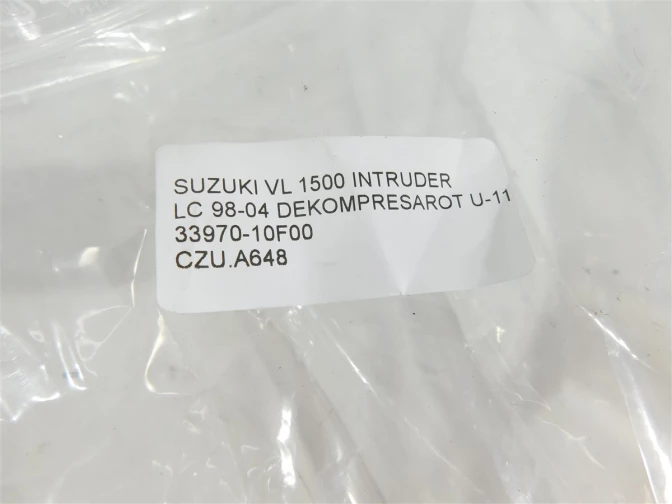 SUZUKI VL 1500 INTRUDER
LC 98-04 DEKOMPRESAROT U-11
33970-10F00
CZU.A648